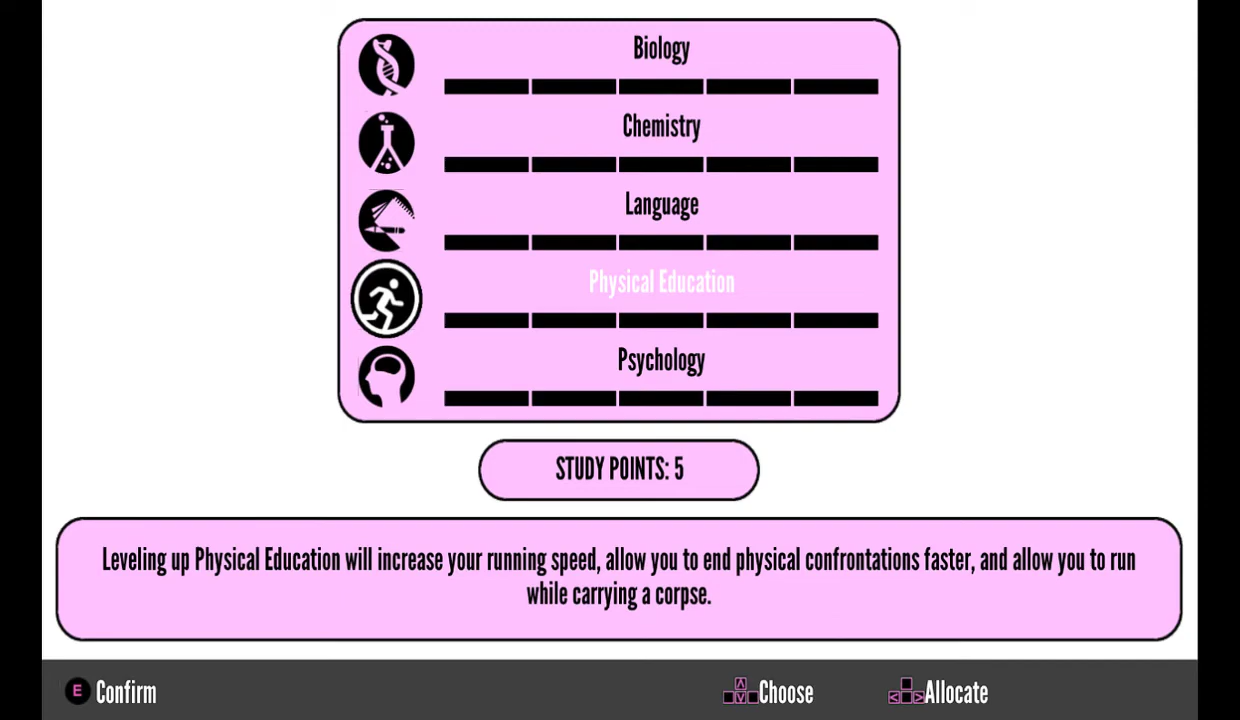 Biology
Chemistry
Language
Physical Education
Psychology
STUDY POINTS: 5
Leveling up Physical Education will increase your running speed, allow you to end physical confrontations faster, and allow you to run
while carrying a corpse.
E Confirm
Choose
Allocate